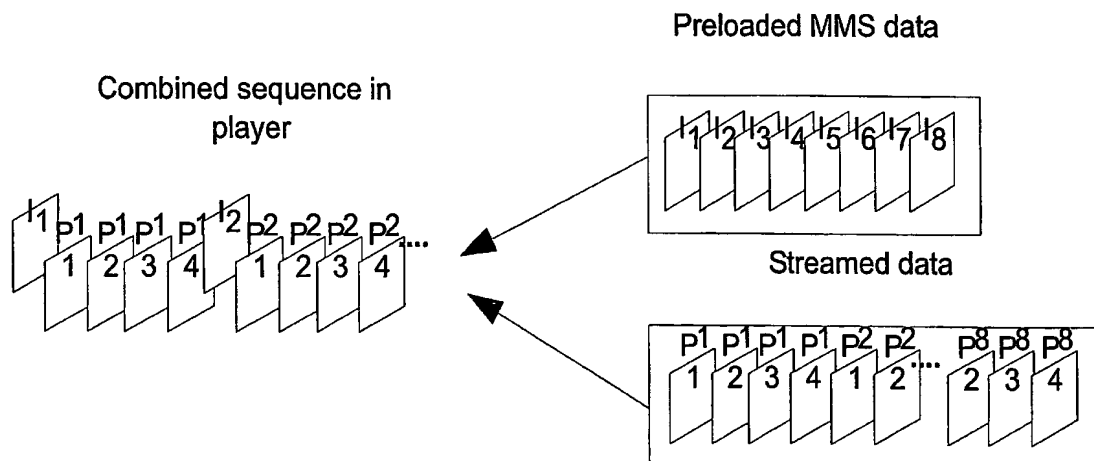 Preloaded MMS data
Combined sequence in
player
I1 I2 I3 I4 I5 I6 I7 I8
I1 P1 P1 P1 P1 I2 P2 P2 P2 P2 ....
1 2 3 4 1 2 3 4
Streamed data
P1 P1 P1 P1 P2 P2 .... P8 P8 P8
1 2 3 4 1 2 2 3 4